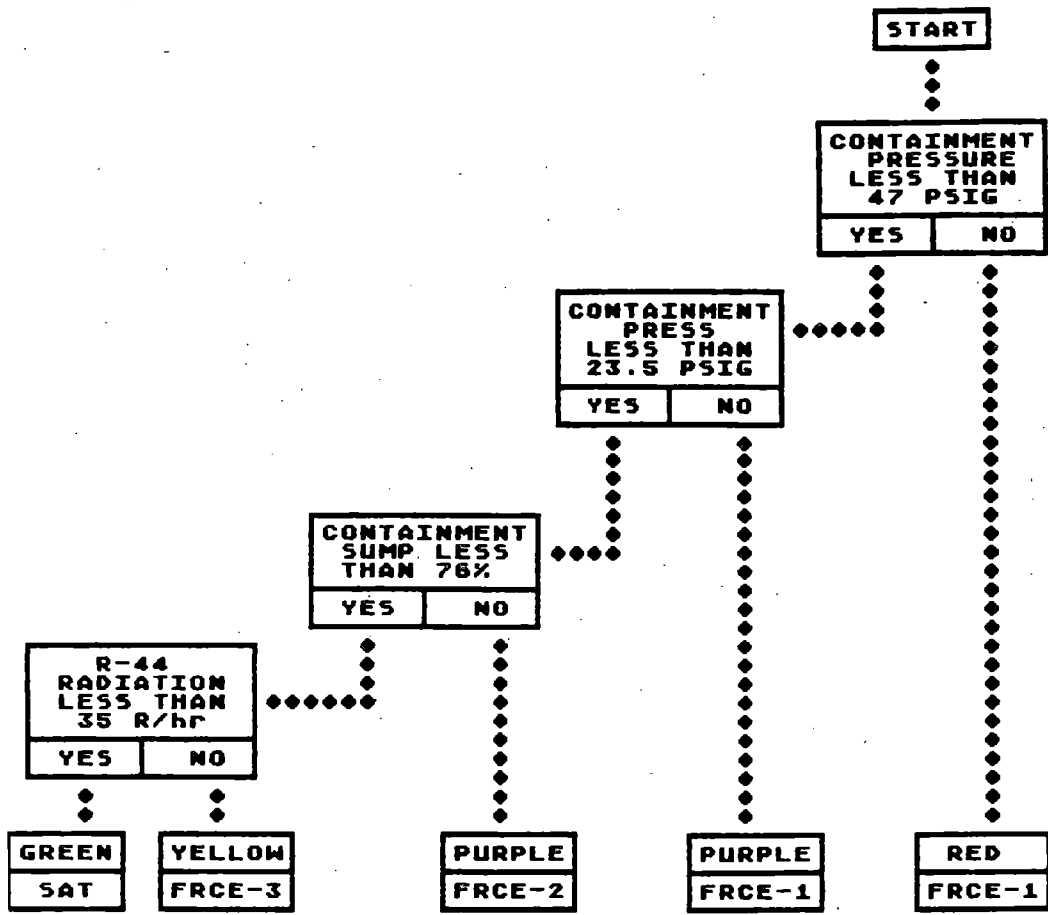 START
CONTAINMENT
PRESSURE
LESS THAN
47 PSIG
YES NO
CONTAINMENT
PRESS
LESS THAN
23.5 PSIG
YES NO
CONTAINMENT
SUMP LESS
THAN 76%
YES NO
R-44
RADIATION
LESS THAN
35 R/hr
YES NO
GREEN YELLOW PURPLE PURPLE RED
SAT FRCE-3 FRCE-2 FRCE-1 FRCE-1